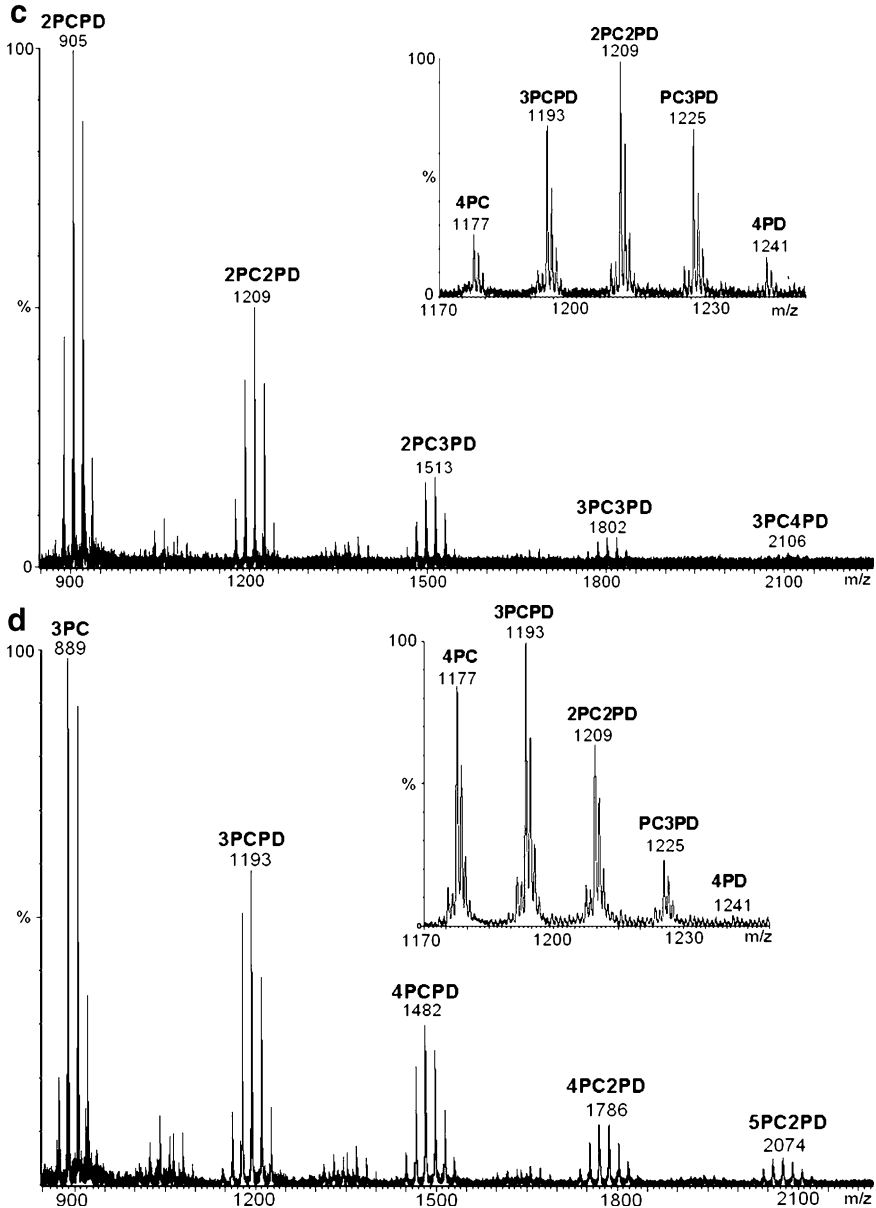 c
2PCPD
905
100
%
0
2PC2PD
1209
2PC3PD
1513
3PC3PD
1802
3PC4PD
2106
900 1200 1500 1800 2100 m/z
100
%
0
4PC
1177
3PCPD
1193
2PC2PD
1209
PC3PD
1225
4PD
1241
1170 1200 1230 m/z
d
3PC
889
100
%
3PCPD
1193
4PCPD
1482
4PC2PD
1786
5PC2PD
2074
900 1200 1500 1800 2100 m/z
100
%
0
4PC
1177
3PCPD
1193
2PC2PD
1209
PC3PD
1225
4PD
1241
1170 1200 1230 m/z